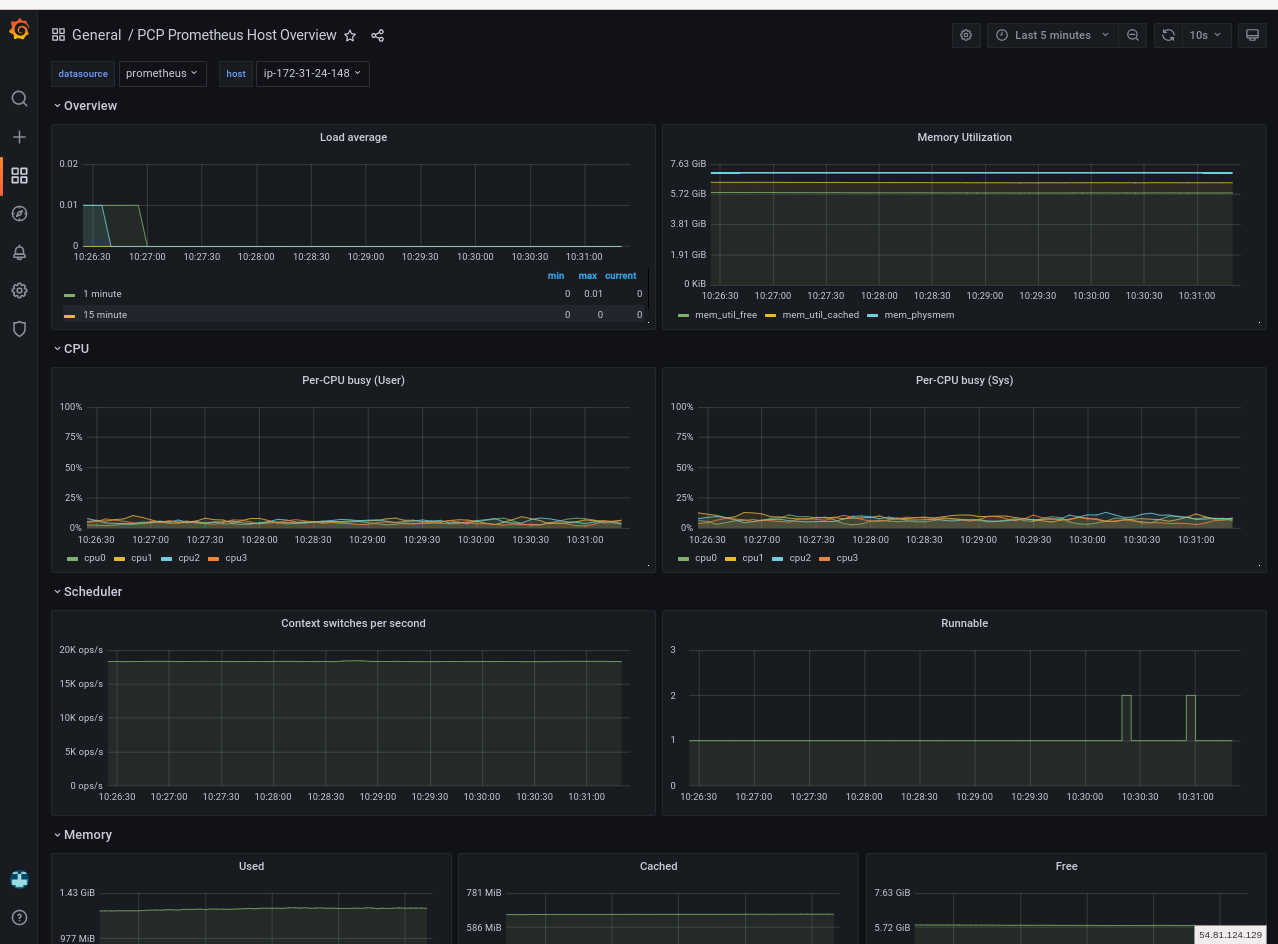 General / PCP Prometheus Host Overview
Last 5 minutes
10s
datasource prometheus host ip-172-31-24-148
Overview
Load average
0.02
0.01
0
10:26:30 10:27:00 10:27:30 10:28:00 10:28:30 10:29:00 10:29:30 10:30:00 10:30:30 10:31:00
min max current
1 minute 0 0.01 0
15 minute 0 0 0
Memory Utilization
7.63 GiB
5.72 GiB
3.81 GiB
1.91 GiB
0 KiB
10:26:30 10:27:00 10:27:30 10:28:00 10:28:30 10:29:00 10:29:30 10:30:00 10:30:30 10:31:00
mem_util_free mem_util_cached mem_physmem
CPU
Per-CPU busy (User)
100%
75%
50%
25%
0%
10:26:30 10:27:00 10:27:30 10:28:00 10:28:30 10:29:00 10:29:30 10:30:00 10:30:30 10:31:00
cpu0 cpu1 cpu2 cpu3
Per-CPU busy (Sys)
100%
75%
50%
25%
0%
10:26:30 10:27:00 10:27:30 10:28:00 10:28:30 10:29:00 10:29:30 10:30:00 10:30:30 10:31:00
cpu0 cpu1 cpu2 cpu3
Scheduler
Context switches per second
20K ops/s
15K ops/s
10K ops/s
5K ops/s
0 ops/s
10:26:30 10:27:00 10:27:30 10:28:00 10:28:30 10:29:00 10:29:30 10:30:00 10:30:30 10:31:00
Runnable
3
2
1
0
10:26:30 10:27:00 10:27:30 10:28:00 10:28:30 10:29:00 10:29:30 10:30:00 10:30:30 10:31:00
Memory
Used
1.43 GiB
977 MiB
Cached
781 MiB
586 MiB
Free
7.63 GiB
5.72 GiB
54.81.124.129